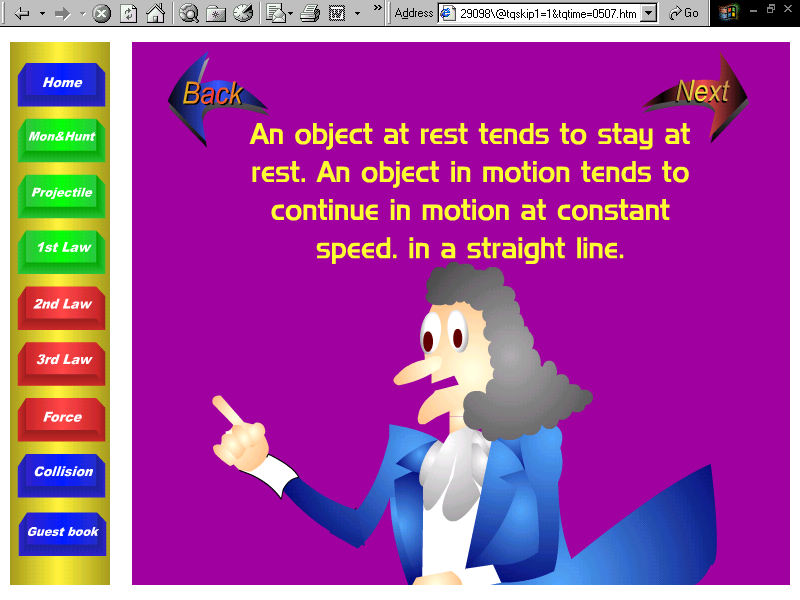 Address 29098\@tqskip1=1&tqtime=0507.htm Go
Home
Mon&Hunt
Projectile
1st Law
2nd Law
3rd Law
Force
Collision
Guest book
Back
Next
An object at rest tends to stay at
rest. An object in motion tends to
continue in motion at constant
speed. in a straight line.